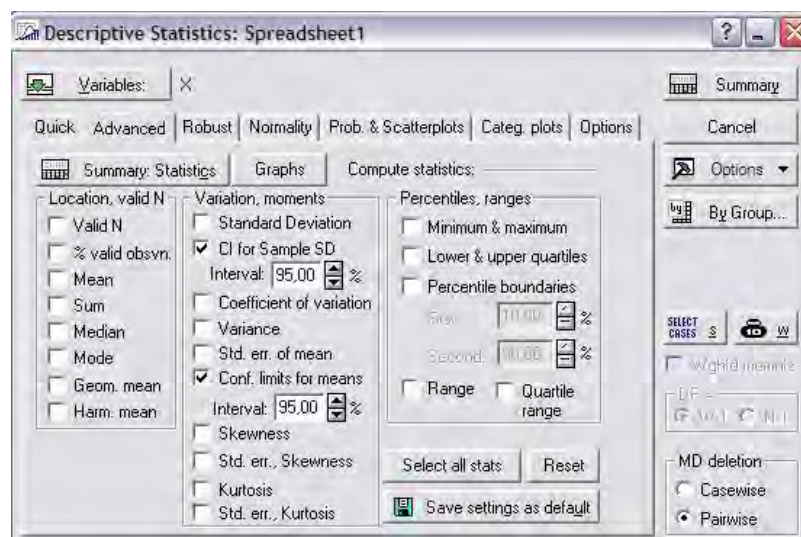 Descriptive Statistics: Spreadsheet1
Variables: X
Summary
Quick Advanced Robust Normality Prob. & Scatterplots Categ. plots Options
Cancel
Summary: Statistics Graphs Compute statistics:
Options
Location, valid N
Valid N
% valid obsvn.
Mean
Sum
Median
Mode
Geom. mean
Harm. mean
Variation, moments
Standard Deviation
CI for Sample SD
Interval: 95,00 %
Coefficient of variation
Variance
Std. err. of mean
Conf. limits for means
Interval: 95,00 %
Skewness
Std. err., Skewness
Kurtosis
Std. err., Kurtosis
Percentiles, ranges
Minimum & maximum
Lower & upper quartiles
Percentile boundaries
First: 10.00 %
Second: %
Range
Quartile range
Select all stats Reset
Save settings as default
By Group...
SELECT CASES S W
DF =
W-1 N-1
MD deletion
Casewise
Pairwise